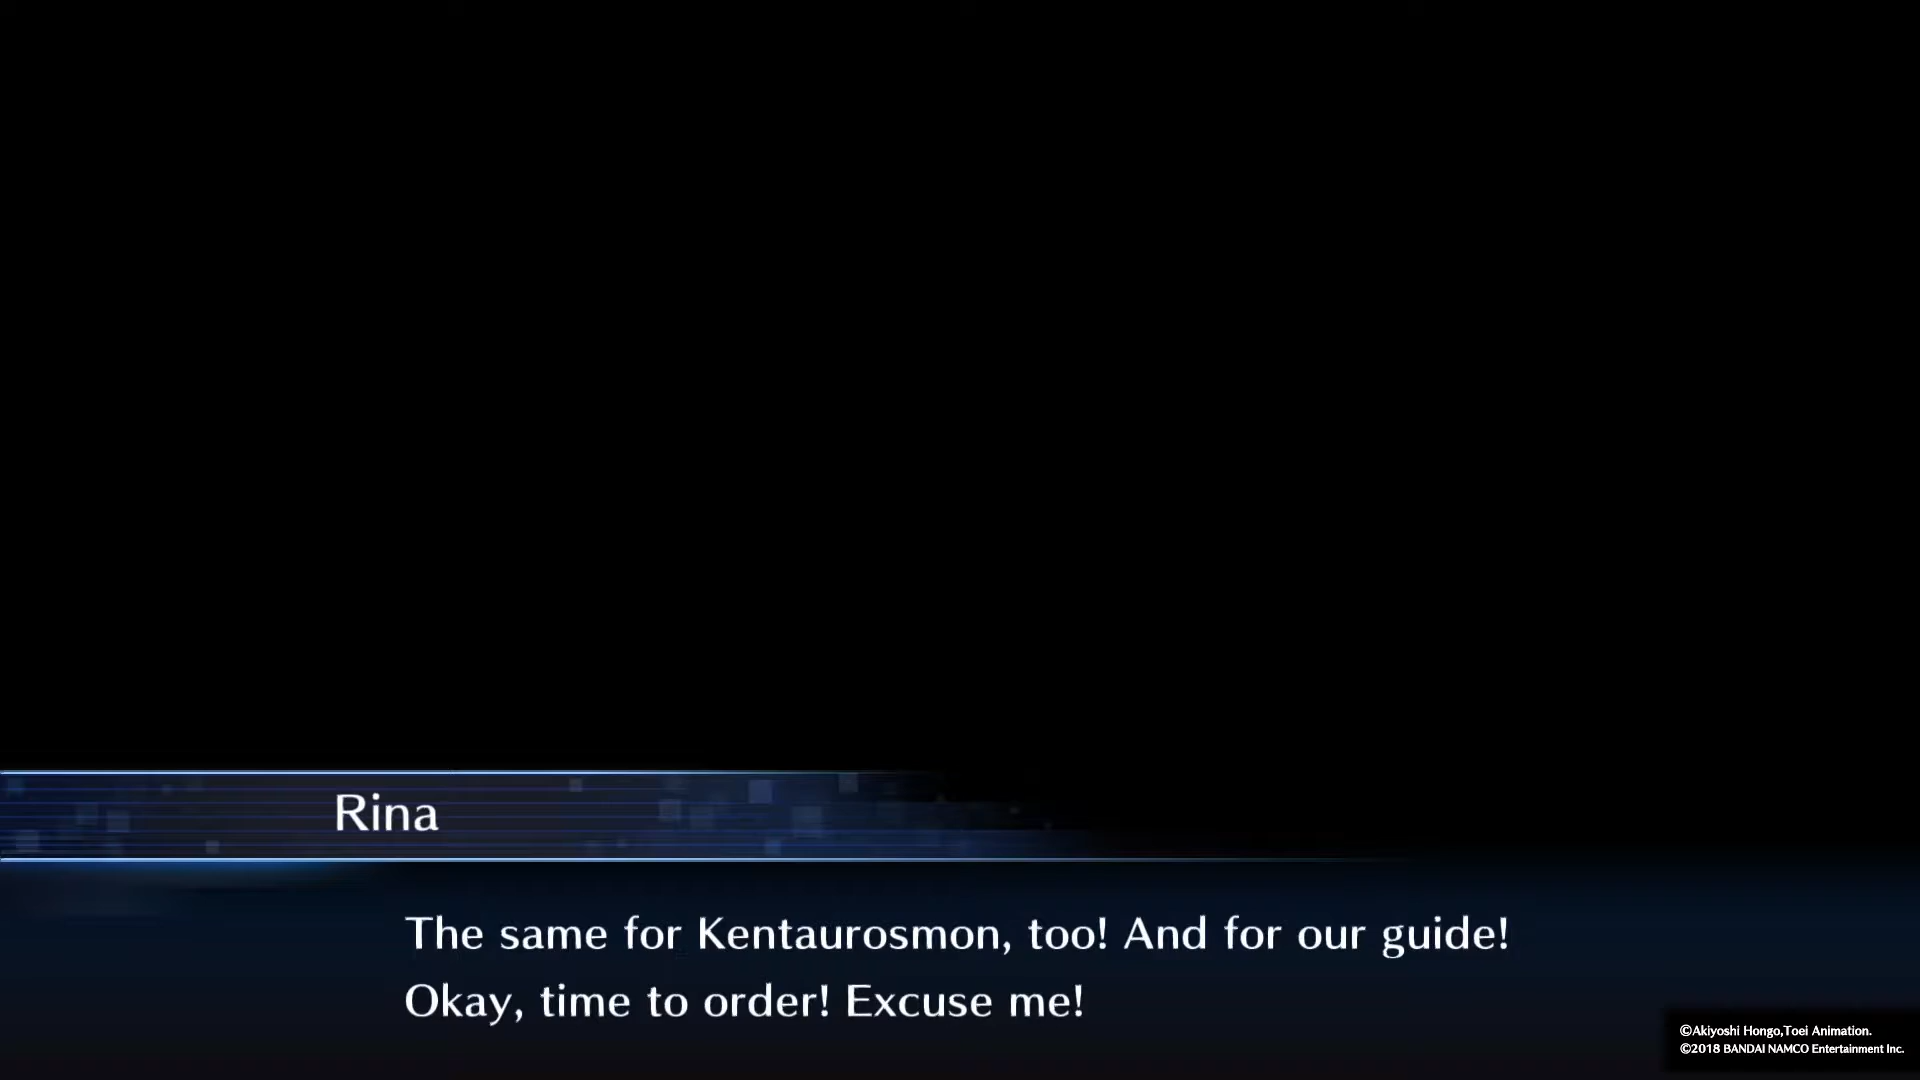 Rina
The same for Kentaurosmon, too! And for our guide!
Okay, time to order! Excuse me!
©Akiyoshi Hongo,Toei Animation.
©2018 BANDAI NAMCO Entertainment Inc.